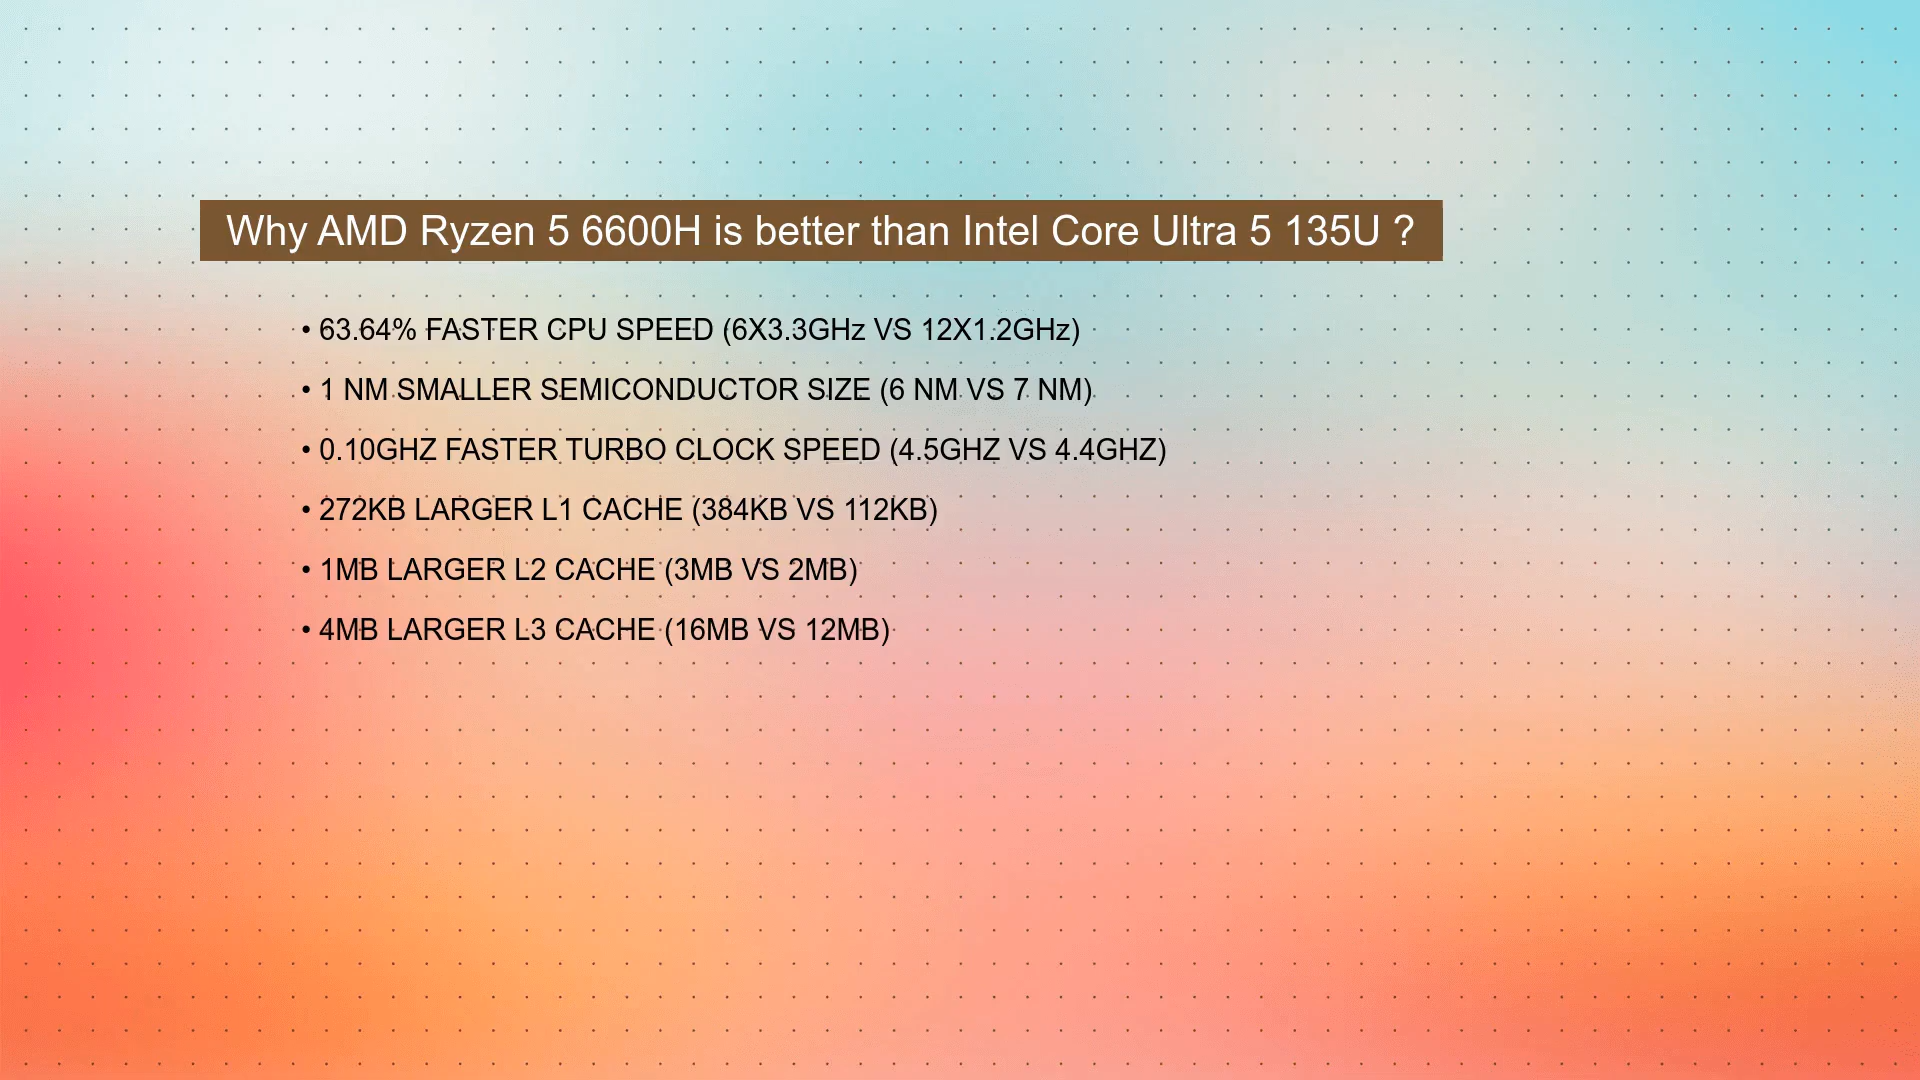 Why AMD Ryzen 5 6600H is better than Intel Core Ultra 5 135U ?
• 63.64% FASTER CPU SPEED (6X3.3GHz VS 12X1.2GHz)
• 1 NM SMALLER SEMICONDUCTOR SIZE (6 NM VS 7 NM)
• 0.10GHZ FASTER TURBO CLOCK SPEED (4.5GHZ VS 4.4GHZ)
• 272KB LARGER L1 CACHE (384KB VS 112KB)
• 1MB LARGER L2 CACHE (3MB VS 2MB)
• 4MB LARGER L3 CACHE (16MB VS 12MB)